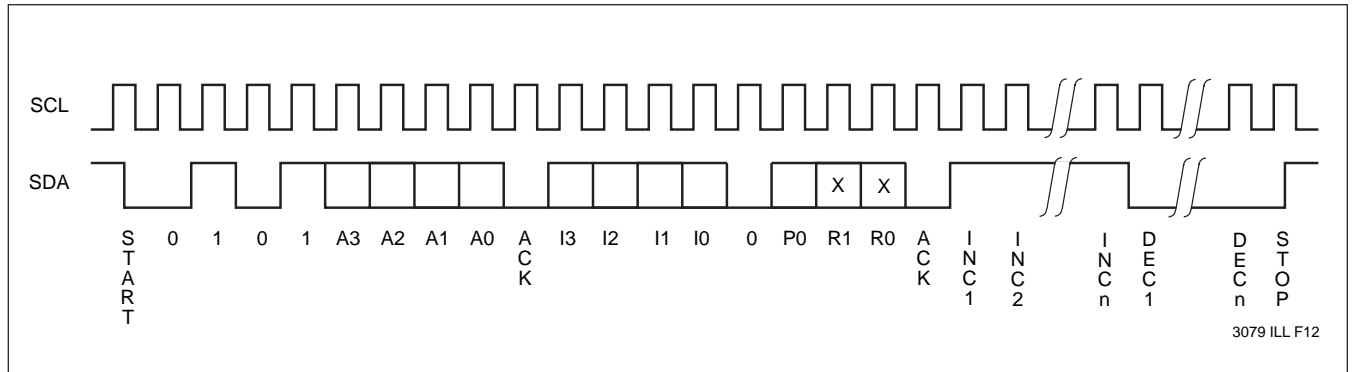 SCL
SDA
X X
START 0 1 0 1 A3 A2 A1 A0 ACK I3 I2 I1 I0 0 P0 R1 R0 ACK INC1 INC2 INCn DEC1 DECn STOP
3079 ILL F12